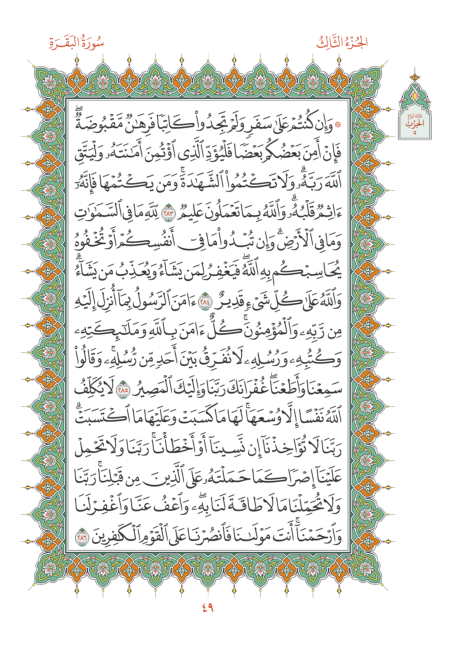 الجُزْءُ الثَّالِثُ
سُورَةُ البَقَرَةِ
۞ وَإِن كُنتُمْ عَلَىٰ سَفَرٍ وَلَمْ تَجِدُوا۟ كَاتِبًا فَرِهَـٰنٌ مَّقْبُوضَةٌ ۖ
فَإِنْ أَمِنَ بَعْضُكُم بَعْضًا فَلْيُؤَدِّ ٱلَّذِى ٱؤْتُمِنَ أَمَـٰنَتَهُۥ وَلْيَتَّقِ
ٱللَّهَ رَبَّهُۥ ۗ وَلَا تَكْتُمُوا۟ ٱلشَّهَـٰدَةَ ۚ وَمَن يَكْتُمْهَا فَإِنَّهُۥٓ
ءَاثِمٌ قَلْبُهُۥ ۗ وَٱللَّهُ بِمَا تَعْمَلُونَ عَلِيمٌ ٢٨٣ لِّلَّهِ مَا فِى ٱلسَّمَـٰوَٰتِ
وَمَا فِى ٱلْأَرْضِ ۗ وَإِن تُبْدُوا۟ مَا فِىٓ أَنفُسِكُمْ أَوْ تُخْفُوهُ
يُحَاسِبْكُم بِهِ ٱللَّهُ ۖ فَيَغْفِرُ لِمَن يَشَآءُ وَيُعَذِّبُ مَن يَشَآءُ ۗ
وَٱللَّهُ عَلَىٰ كُلِّ شَىْءٍ قَدِيرٌ ٢٨٤ ءَامَنَ ٱلرَّسُولُ بِمَآ أُنزِلَ إِلَيْهِ
مِن رَّبِّهِۦ وَٱلْمُؤْمِنُونَ ۚ كُلٌّ ءَامَنَ بِٱللَّهِ وَمَلَـٰٓئِكَتِهِۦ
وَكُتُبِهِۦ وَرُسُلِهِۦ لَا نُفَرِّقُ بَيْنَ أَحَدٍ مِّن رُّسُلِهِۦ ۚ وَقَالُوا۟
سَمِعْنَا وَأَطَعْنَا ۖ غُفْرَانَكَ رَبَّنَا وَإِلَيْكَ ٱلْمَصِيرُ ٢٨٥ لَا يُكَلِّفُ
ٱللَّهُ نَفْسًا إِلَّا وُسْعَهَا ۚ لَهَا مَا كَسَبَتْ وَعَلَيْهَا مَا ٱكْتَسَبَتْ ۗ
رَبَّنَا لَا تُؤَاخِذْنَآ إِن نَّسِينَآ أَوْ أَخْطَأْنَا ۚ رَبَّنَا وَلَا تَحْمِلْ
عَلَيْنَآ إِصْرًا كَمَا حَمَلْتَهُۥ عَلَى ٱلَّذِينَ مِن قَبْلِنَا ۚ رَبَّنَا
وَلَا تُحَمِّلْنَا مَا لَا طَاقَةَ لَنَا بِهِۦ ۖ وَٱعْفُ عَنَّا وَٱغْفِرْ لَنَا
وَٱرْحَمْنَآ ۚ أَنتَ مَوْلَىٰنَا فَٱنصُرْنَا عَلَى ٱلْقَوْمِ ٱلْكَـٰفِرِينَ ٢٨٦
٤٩